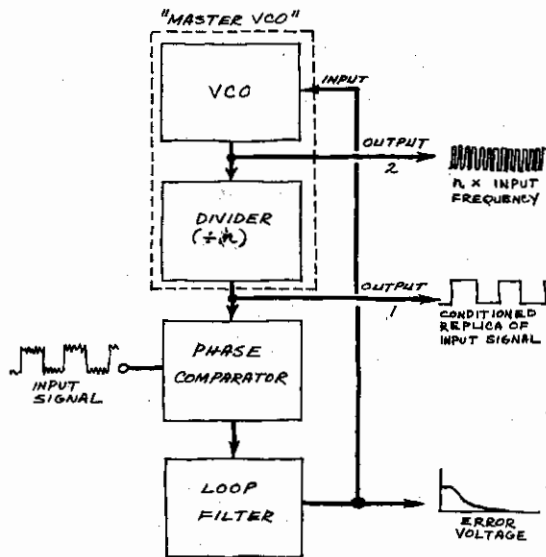 "MASTER VCO"
VCO
INPUT
OUTPUT
2
n × INPUT
FREQUENCY
DIVIDER
(÷n)
OUTPUT
1
CONDITIONED
REPLICA OF
INPUT SIGNAL
PHASE
COMPARATOR
INPUT
SIGNAL
LOOP
FILTER
ERROR
VOLTAGE